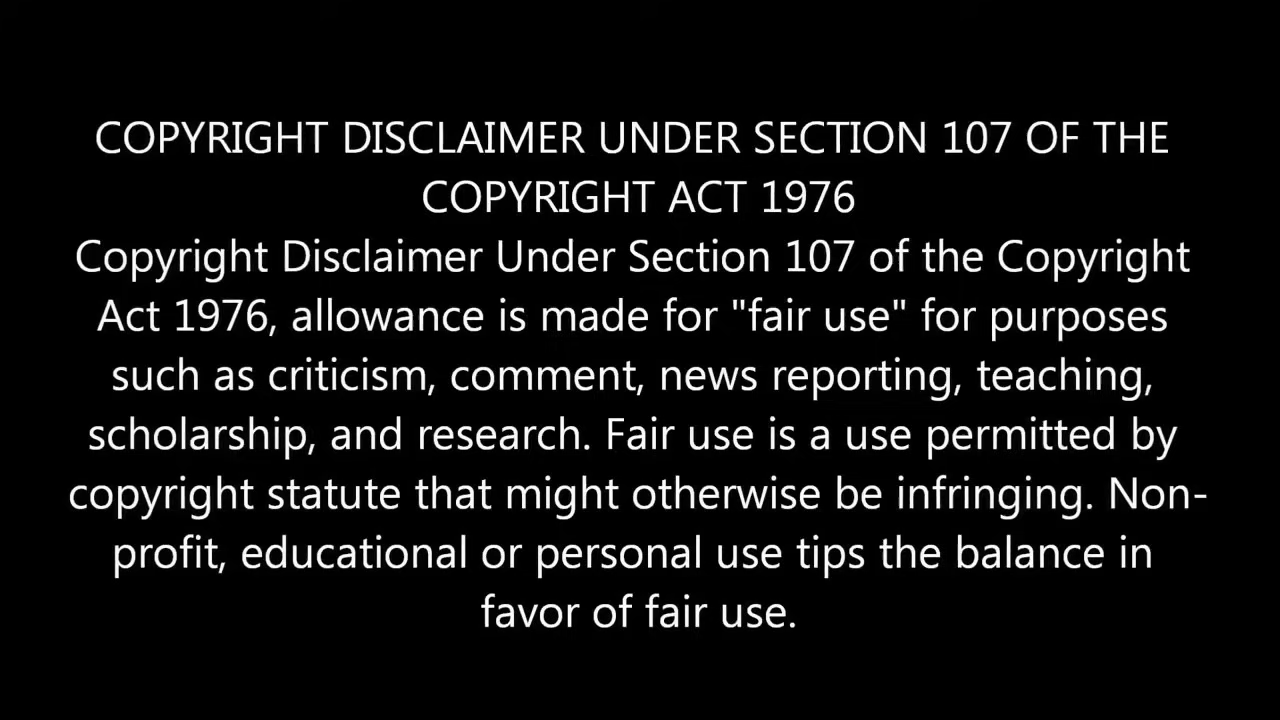 COPYRIGHT DISCLAIMER UNDER SECTION 107 OF THE
COPYRIGHT ACT 1976
Copyright Disclaimer Under Section 107 of the Copyright
Act 1976, allowance is made for "fair use" for purposes
such as criticism, comment, news reporting, teaching,
scholarship, and research. Fair use is a use permitted by
copyright statute that might otherwise be infringing. Non-
profit, educational or personal use tips the balance in
favor of fair use.